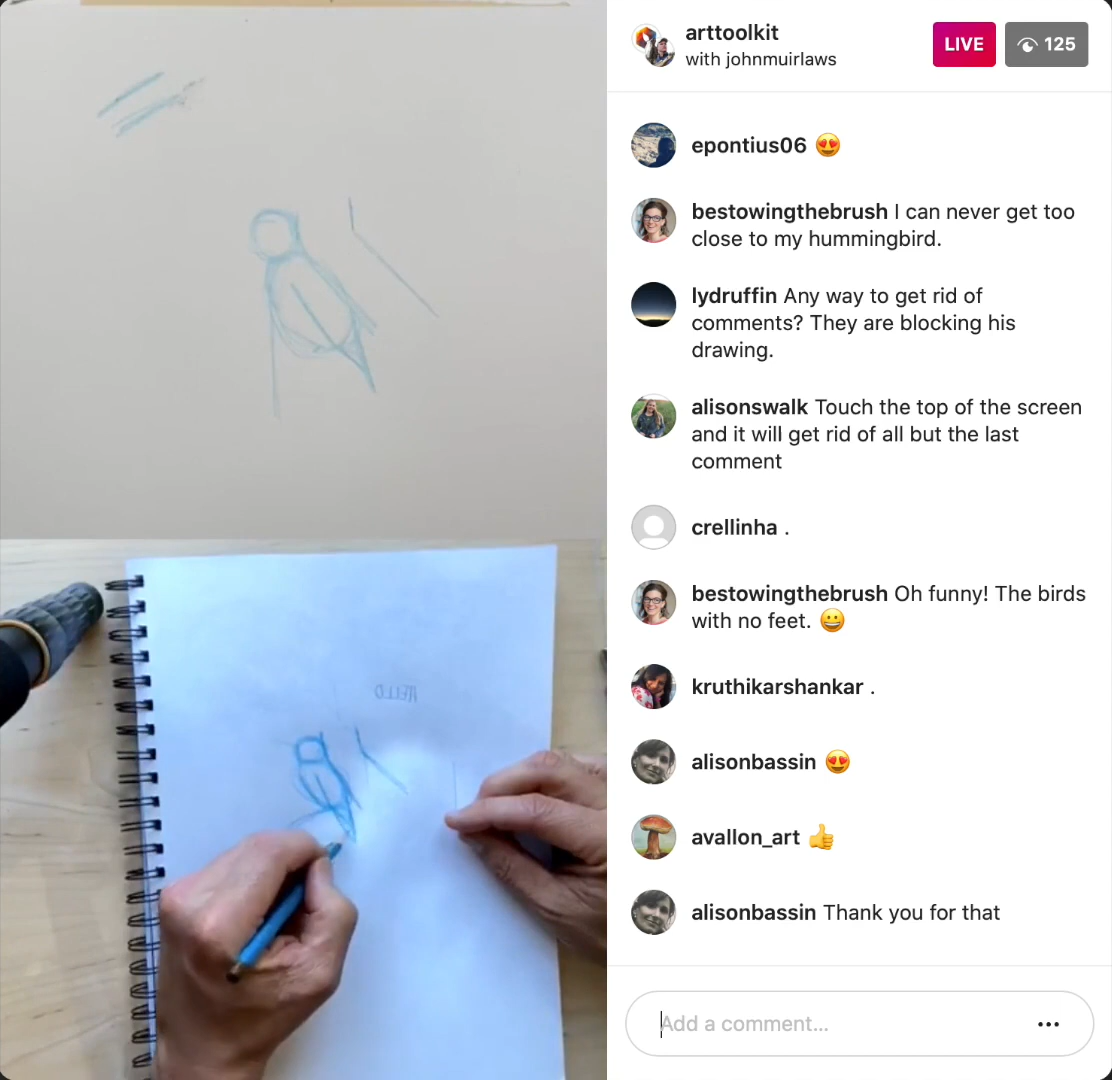 HELLO
arttoolkit
with johnmuirlaws
LIVE
125
epontius06 😍
bestowingthebrush I can never get too
close to my hummingbird.
lydruffin Any way to get rid of
comments? They are blocking his
drawing.
alisonswalk Touch the top of the screen
and it will get rid of all but the last
comment
crellinha .
bestowingthebrush Oh funny! The birds
with no feet. 😀
kruthikarshankar .
alisonbassin 😍
avallon_art 👍
alisonbassin Thank you for that
Add a comment...